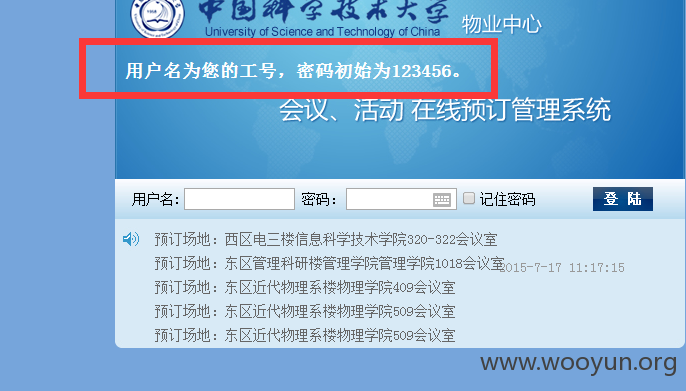 中国科学技术大学
University of Science and Technology of China
物业中心
用户名为您的工号，密码初始为123456。
会议、活动 在线预订管理系统
用户名: 密码: 记住密码 登 陆
预订场地：西区电三楼信息科学技术学院320-322会议室
预订场地：东区管理科研楼管理学院管理学院1018会议室
2015-7-17 11:17:15
预订场地：东区近代物理系楼物理学院409会议室
预订场地：东区近代物理系楼物理学院509会议室
预订场地：东区近代物理系楼物理学院509会议室
www.wooyun.org